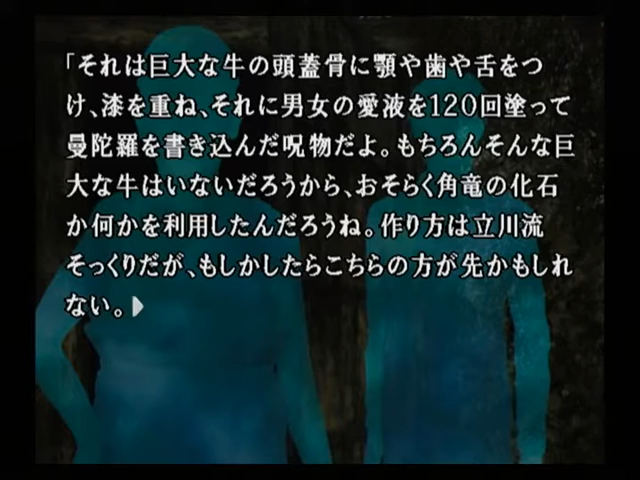 「それは巨大な牛の頭蓋骨に顎や歯や舌をつ
け、漆を重ね、それに男女の愛液を120回塗って
曼陀羅を書き込んだ呪物だよ。もちろんそんな巨
大な牛はいないだろうから、おそらく角竜の化石
か何かを利用したんだろうね。作り方は立川流
そっくりだが、もしかしたらこちらの方が先かもしれ
ない。